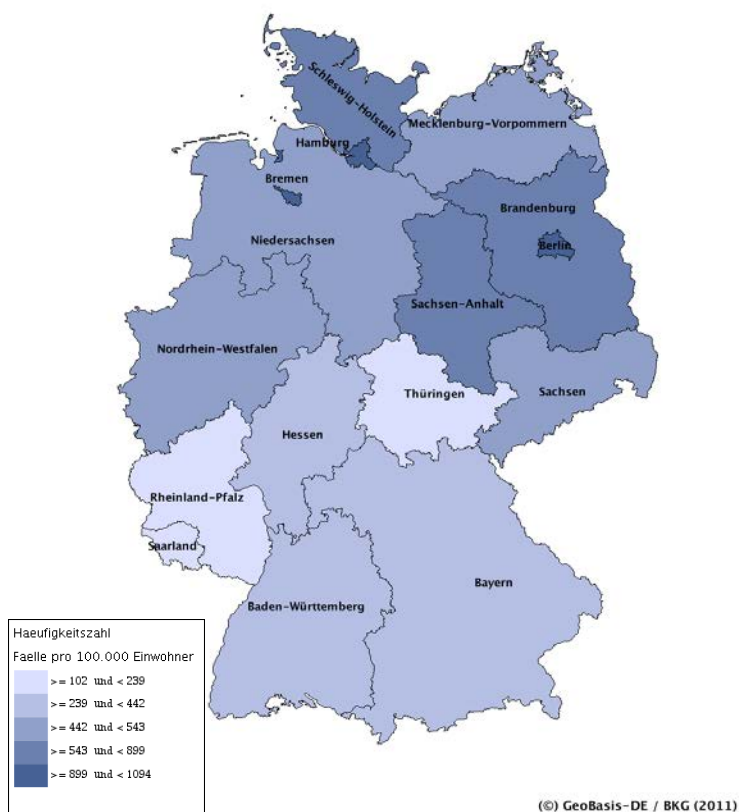 Schleswig-Holstein
Mecklenburg-Vorpommern
Hamburg
Bremen
Brandenburg
Niedersachsen
Berlin
Sachsen-Anhalt
Nordrhein-Westfalen
Thüringen
Sachsen
Hessen
Rheinland-Pfalz
Saarland
Bayern
Baden-Württemberg
Haeufigkeitszahl
Faelle pro 100.000 Einwohner
>= 102 und < 239
>= 239 und < 442
>= 442 und < 543
>= 543 und < 899
>= 899 und < 1094
(©) GeoBasis-DE / BKG (2011)